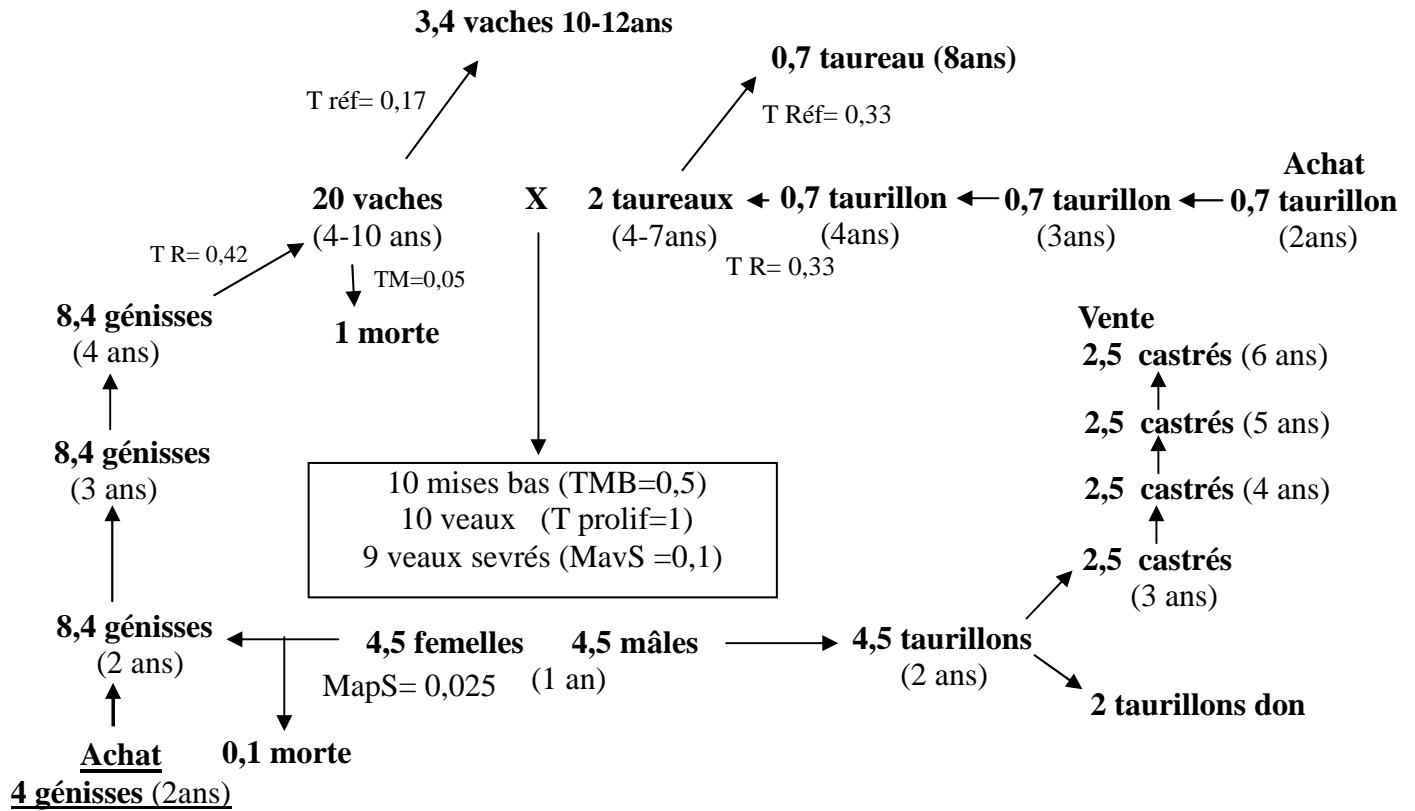 3,4 vaches 10-12ans
0,7 taureau (8ans)
T réf= 0,17
T Réf= 0,33
Achat
20 vaches X 2 taureaux 0,7 taurillon 0,7 taurillon 0,7 taurillon
(4-10 ans) (4-7ans) (4ans) (3ans) (2ans)
T R= 0,42
TM=0,05
T R= 0,33
8,4 génisses
(4 ans)
1 morte
Vente
2,5 castrés (6 ans)
2,5 castrés (5 ans)
8,4 génisses
(3 ans)
2,5 castrés (4 ans)
10 mises bas (TMB=0,5)
10 veaux (T prolif=1)
9 veaux sevrés (MavS =0,1)
2,5 castrés
(3 ans)
8,4 génisses
(2 ans)
4,5 femelles 4,5 mâles
MapS= 0,025 (1 an)
4,5 taurillons
(2 ans)
2 taurillons don
Achat
4 génisses (2ans)
0,1 morte